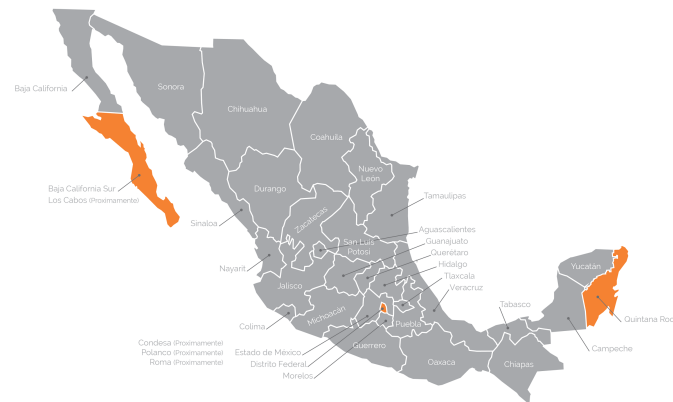 Baja California
Sonora
Chihuahua
Coahuila
Nuevo
León
Baja California Sur
Los Cabos (Proximamente)
Durango
Tamaulipas
Sinaloa
Zacatecas
San Luis
Potosi
Aguascalientes
Guanajuato
Querétaro
Hidalgo
Tlaxcala
Veracruz
Nayarit
Yucatán
Jalisco
Michoacán
Tabasco
Quintana Roo
Colima
Puebla
Condesa (Proximamente)
Polanco (Proximamente)
Roma (Proximamente)
Estado de México
Distrito Federal
Morelos
Guerrero
Oaxaca
Chiapas
Campeche